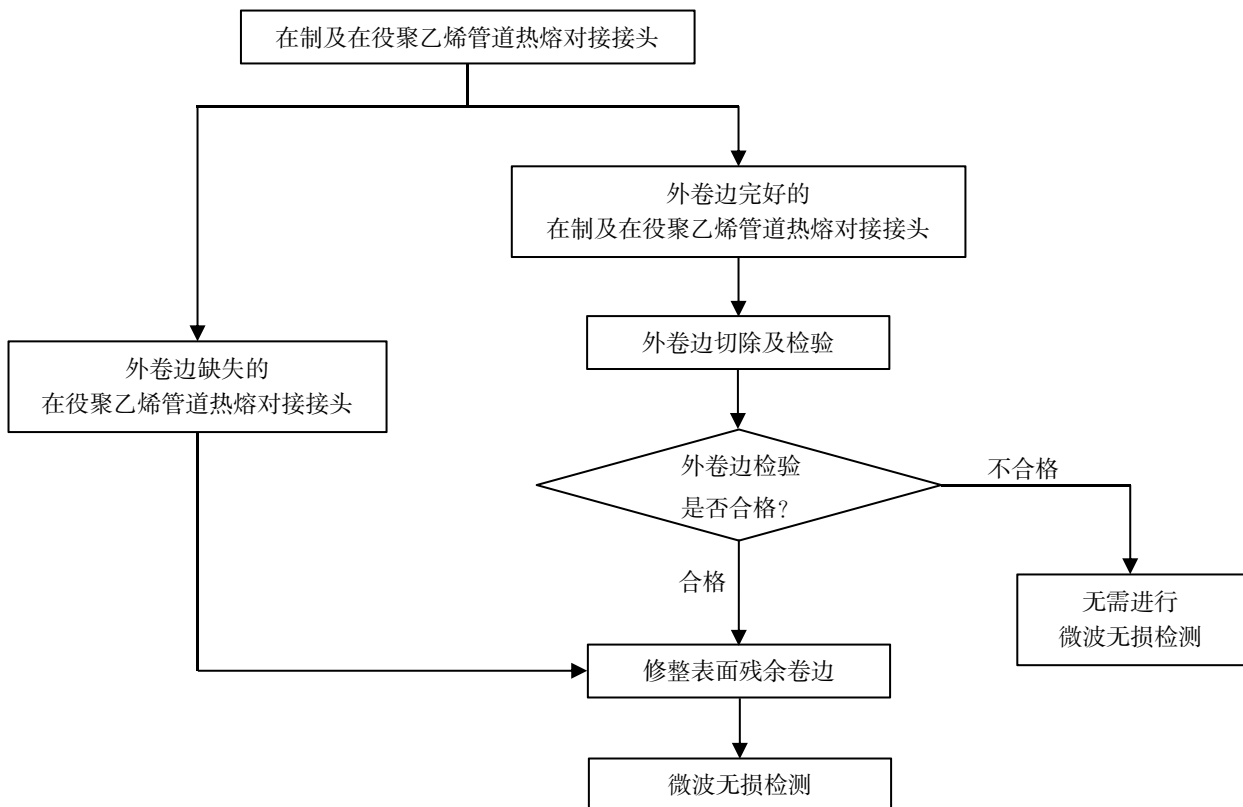 在制及在役聚乙烯管道热熔对接接头
外卷边完好的
在制及在役聚乙烯管道热熔对接接头
外卷边切除及检验
外卷边缺失的
在役聚乙烯管道热熔对接接头
外卷边检验
是否合格?
不合格
合格
无需进行
微波无损检测
修整表面残余卷边
微波无损检测